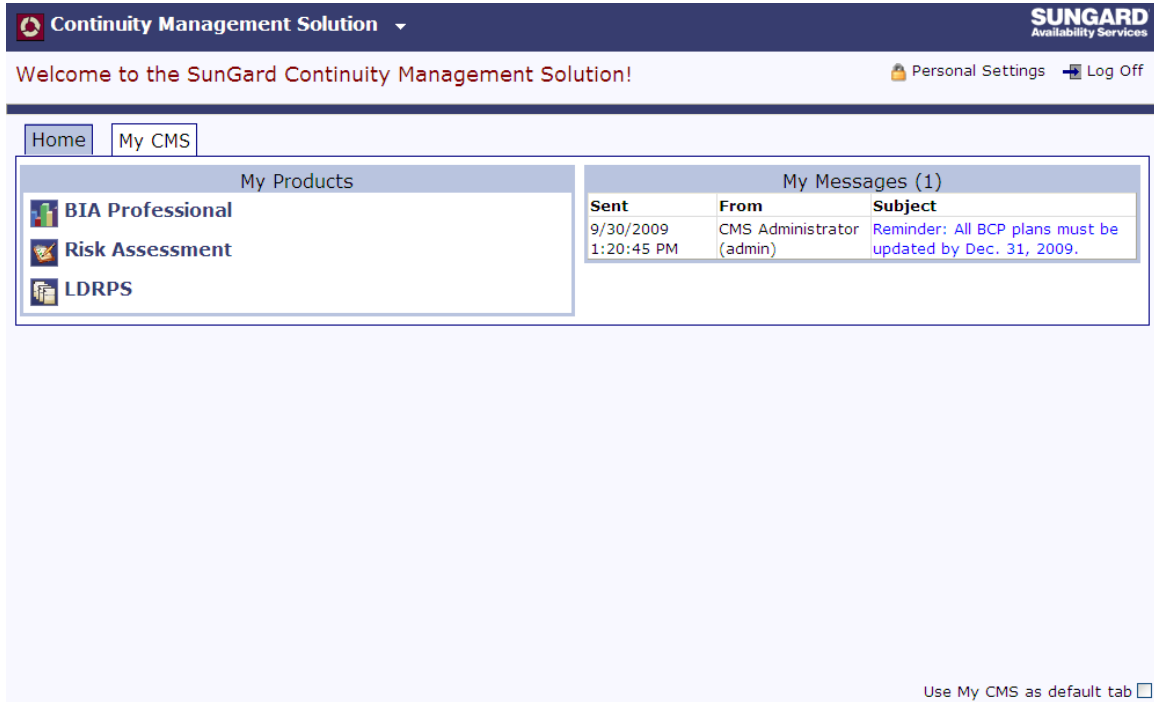 Continuity Management Solution
SUNGARD
Availability Services
Welcome to the SunGard Continuity Management Solution!
Personal Settings Log Off
Home My CMS
My Products
BIA Professional
Risk Assessment
LDRPS
My Messages (1)
Sent From Subject
9/30/2009 CMS Administrator Reminder: All BCP plans must be
1:20:45 PM (admin) updated by Dec. 31, 2009.
Use My CMS as default tab